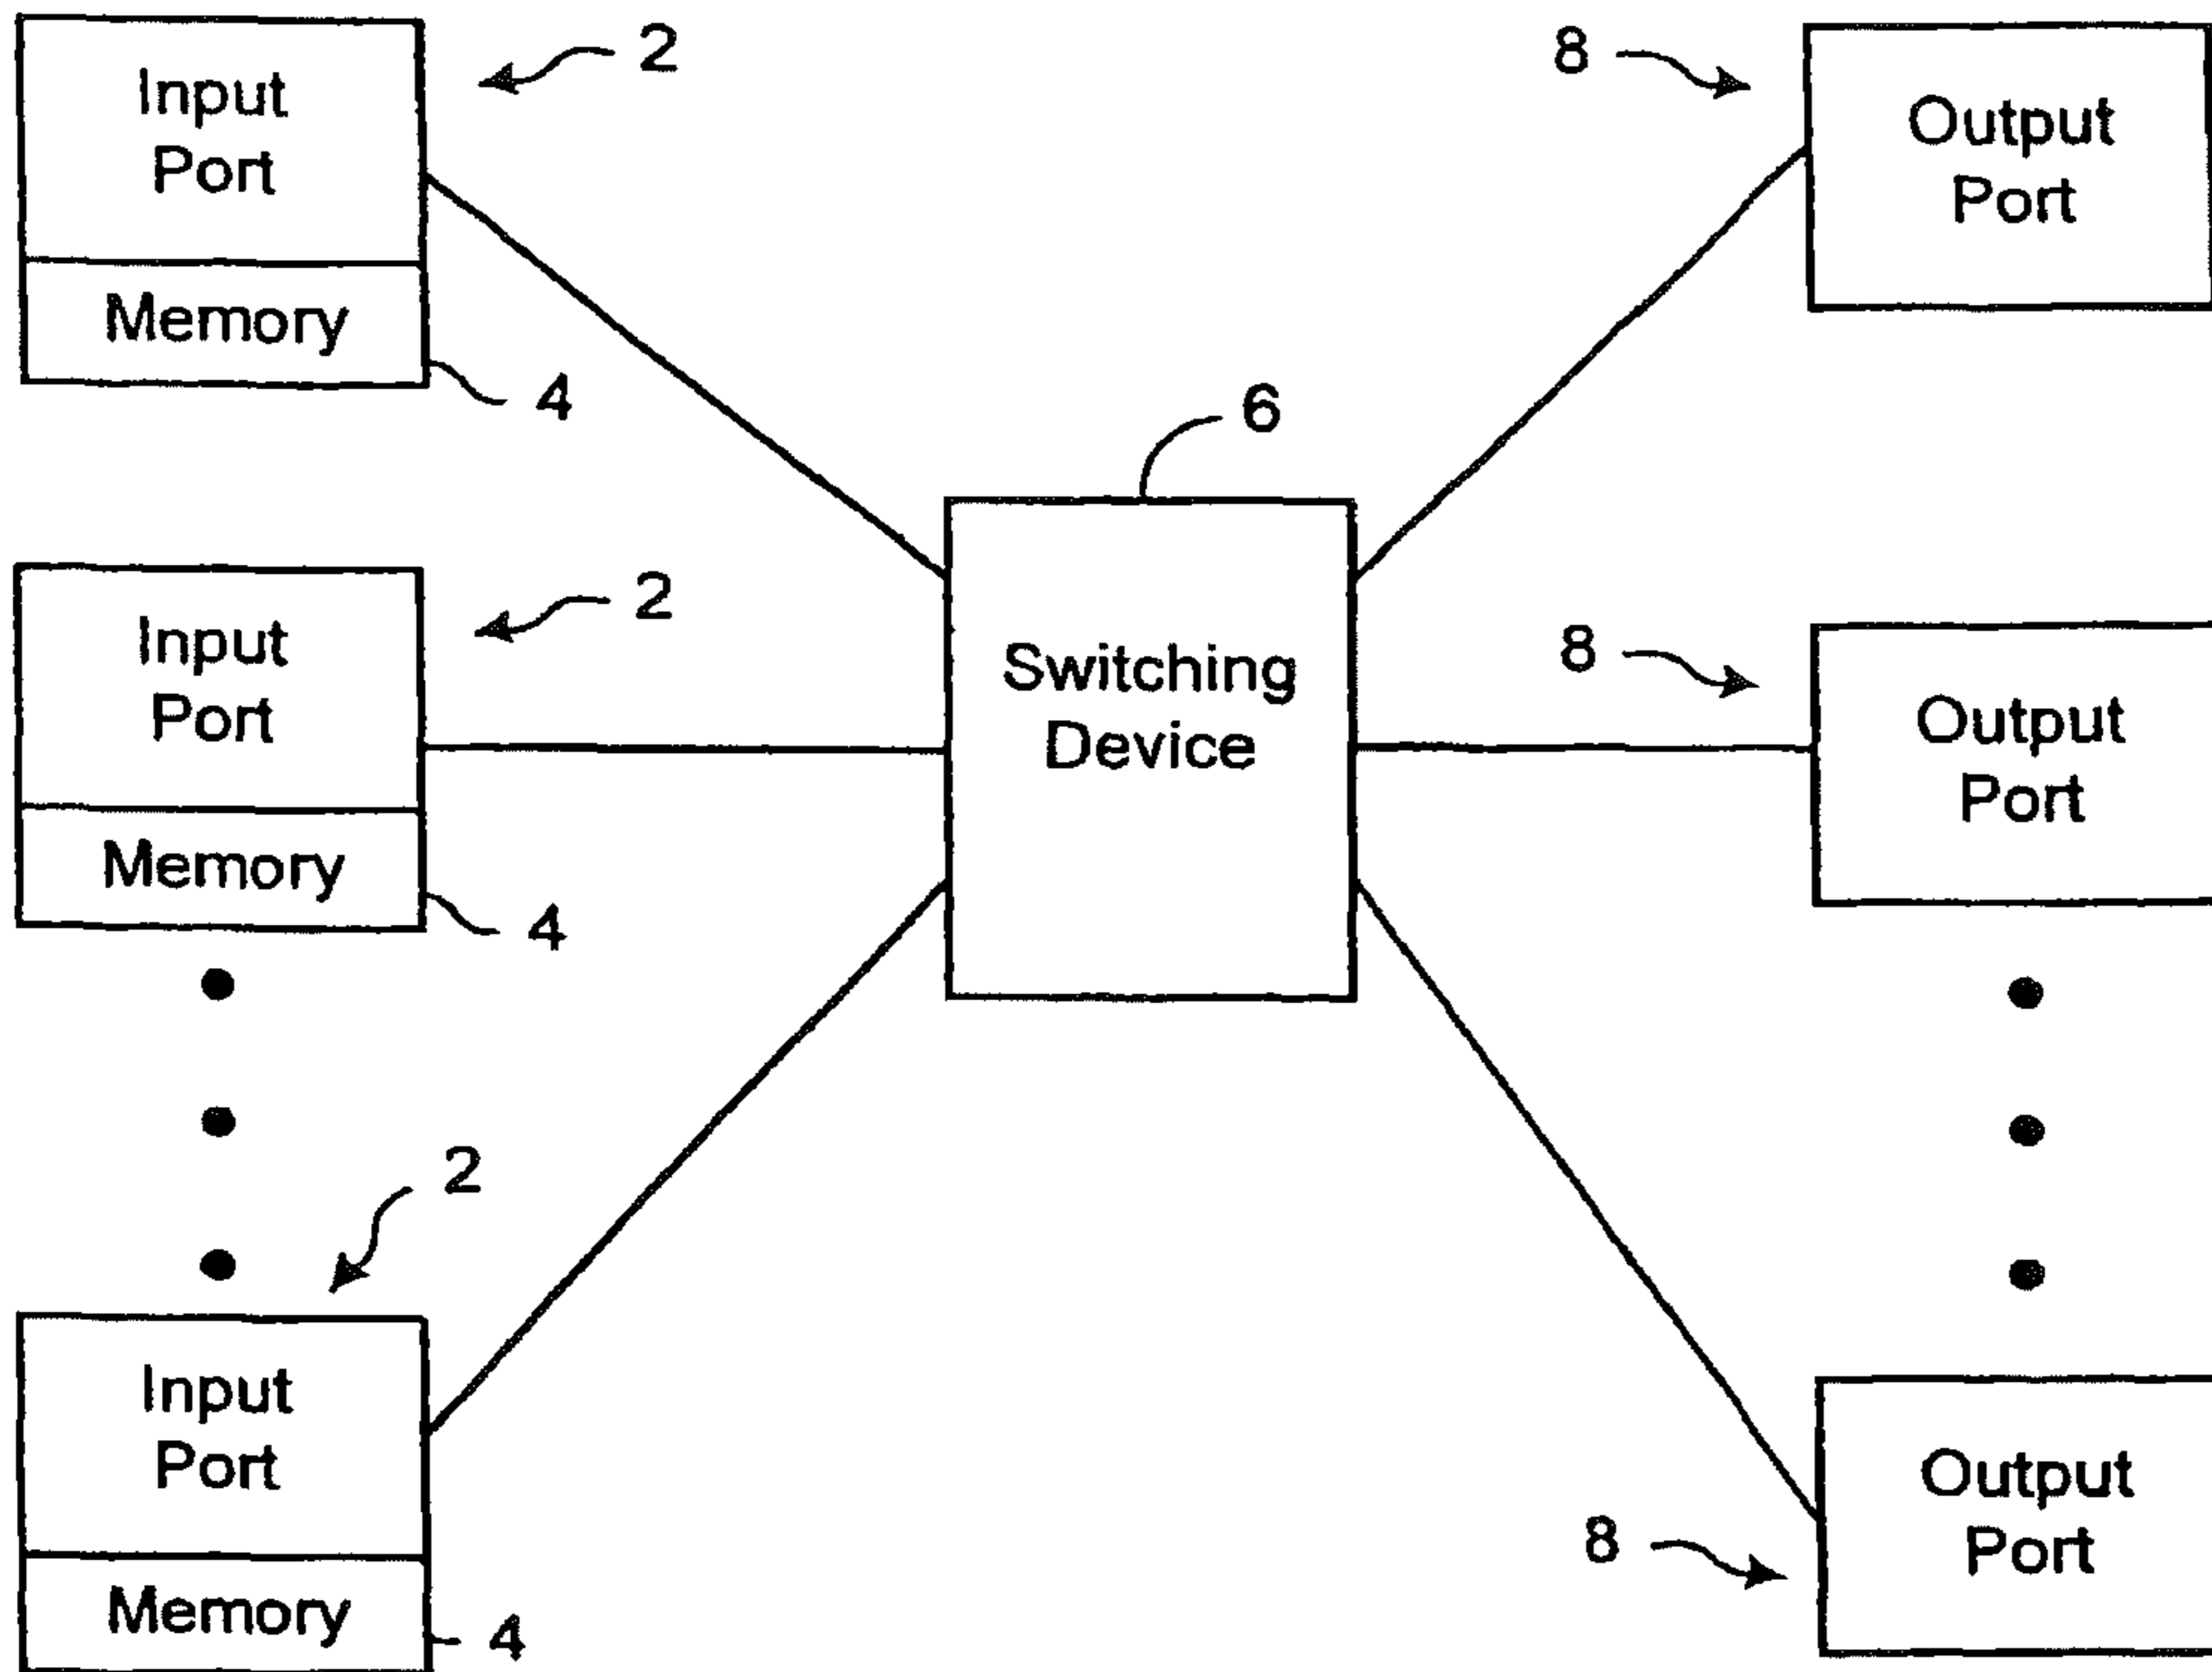 Input
Port
Memory
2
4
Input
Port
Memory
2
4
2
Input
Port
Memory
4
6
Switching
Device
8
Output
Port
8
Output
Port
8
Output
Port